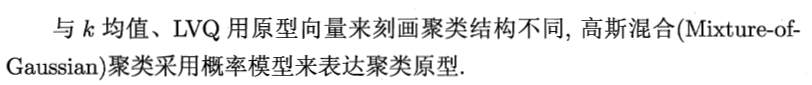 与 k 均值、LVQ 用原型向量来刻画聚类结构不同, 高斯混合(Mixture-of-
Gaussian)聚类采用概率模型来表达聚类原型.